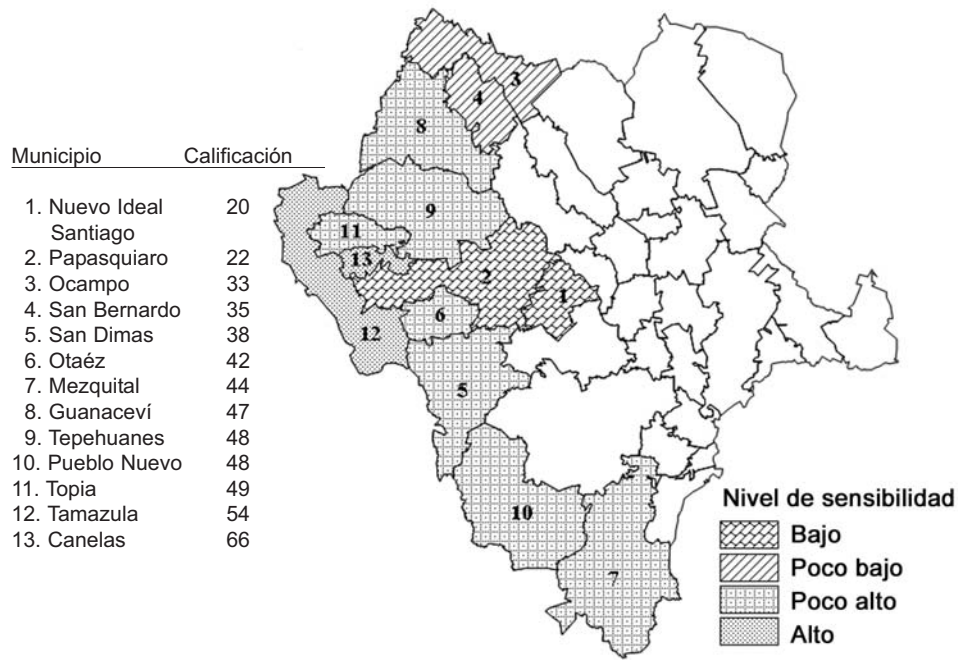 Municipio Calificación
1. Nuevo Ideal 20
Santiago
2. Papasquiaro 22
3. Ocampo 33
4. San Bernardo 35
5. San Dimas 38
6. Otaéz 42
7. Mezquital 44
8. Guanaceví 47
9. Tepehuanes 48
10. Pueblo Nuevo 48
11. Topia 49
12. Tamazula 54
13. Canelas 66
3
4
8
9
11
13
2
1
6
12
5
10
7
Nivel de sensibilidad
Bajo
Poco bajo
Poco alto
Alto